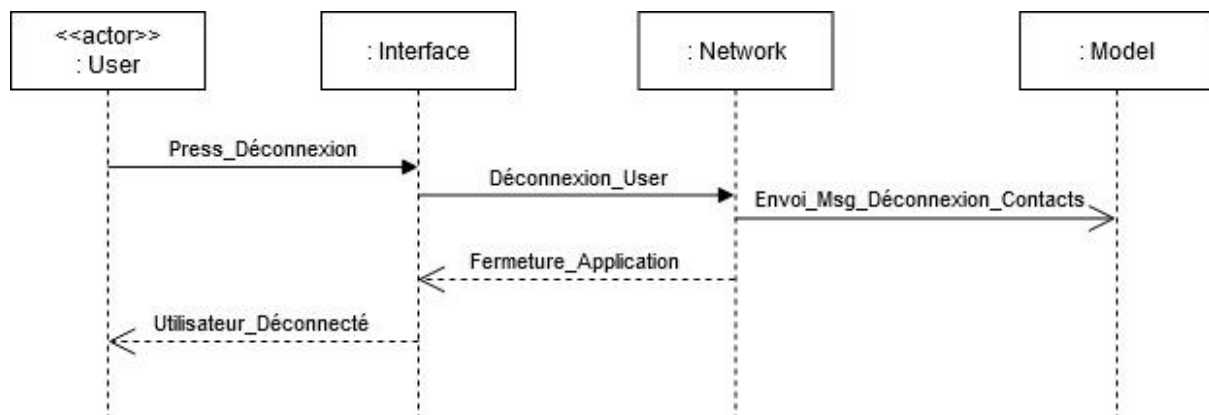 <<actor>>
: User
: Interface
: Network
: Model
Press_Déconnexion
Déconnexion_User
Envoi_Msg_Déconnexion_Contacts
Fermeture_Application
Utilisateur_Déconnecté